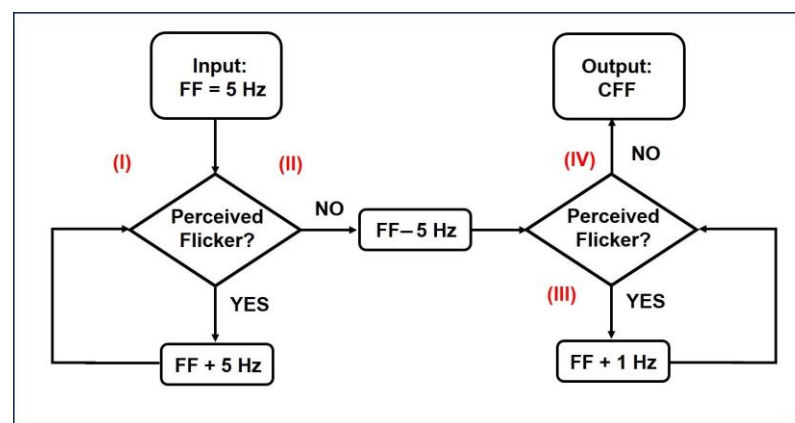 Input:
FF = 5 Hz
Output:
CFF
(I)
(II)
(IV)
NO
Perceived
Flicker?
NO
FF– 5 Hz
Perceived
Flicker?
YES
(III)
YES
FF + 5 Hz
FF + 1 Hz